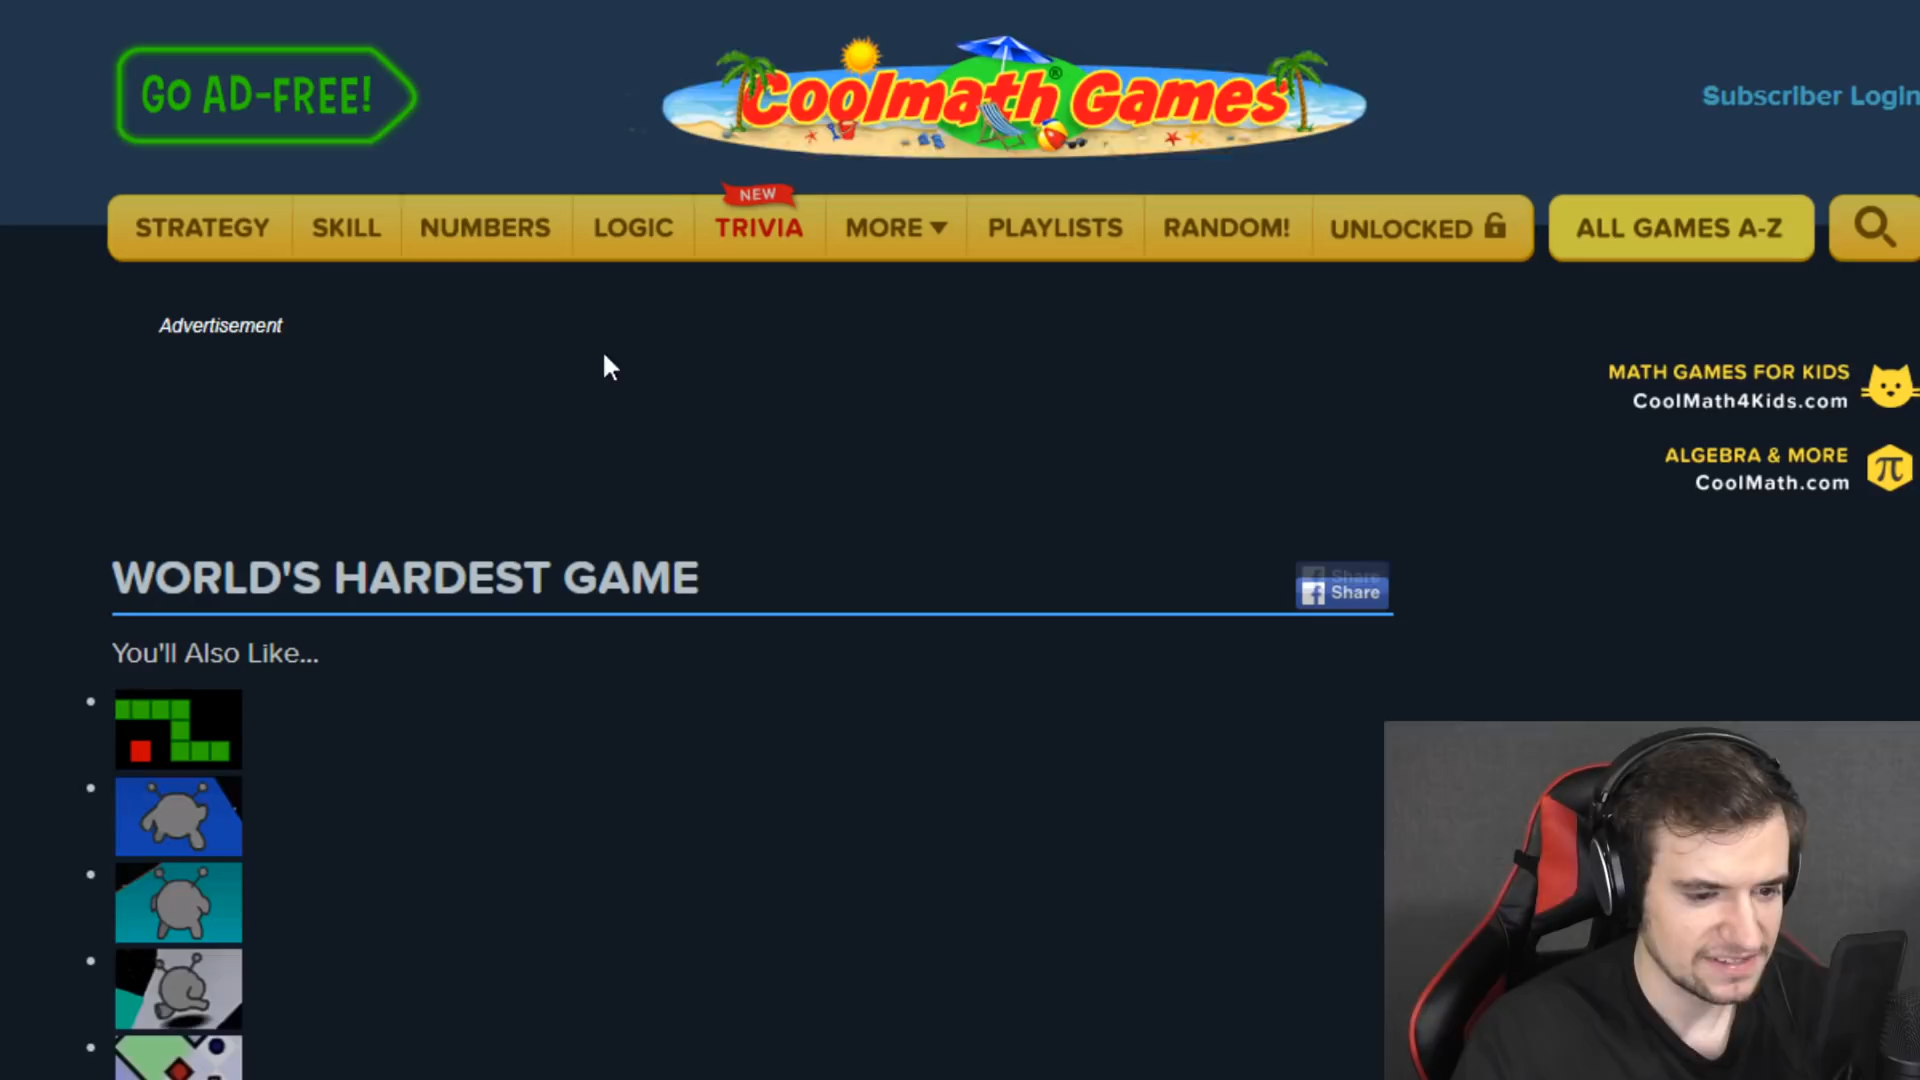 GO AD-FREE!
Coolmath Games®
Subscriber Login
NEW
STRATEGY SKILL NUMBERS LOGIC TRIVIA MORE PLAYLISTS RANDOM! UNLOCKED ALL GAMES A-Z
Advertisement
MATH GAMES FOR KIDS
CoolMath4Kids.com
ALGEBRA & MORE
CoolMath.com
π
WORLD'S HARDEST GAME
Share
Share
You'll Also Like...